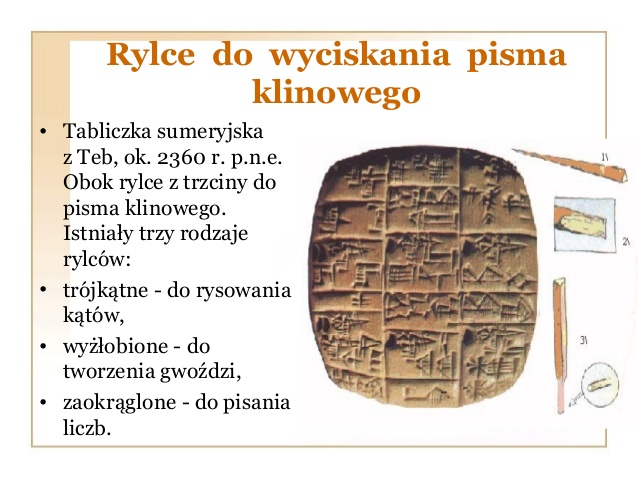 Rylce do wyciskania pisma
klinowego
• Tabliczka sumeryjska
z Teb, ok. 2360 r. p.n.e.
Obok rylce z trzciny do
pisma klinowego.
Istniały trzy rodzaje
rylców:
• trójkątne - do rysowania
kątów,
• wyżłobione - do
tworzenia gwoździ,
• zaokrąglone - do pisania
liczb.
1\
2\
3\